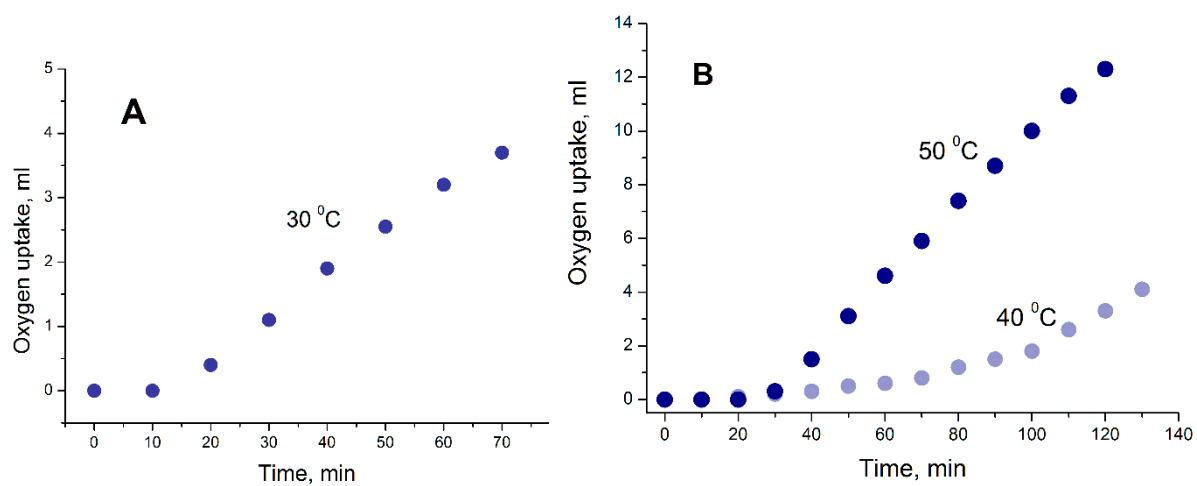 A
30 ⁰C
Oxygen uptake, ml
5
4
3
2
1
0
0 10 20 30 40 50 60 70
Time, min
B
50 ⁰C
40 ⁰C
Oxygen uptake, ml
14
12
10
8
6
4
2
0
0 20 40 60 80 100 120 140
Time, min